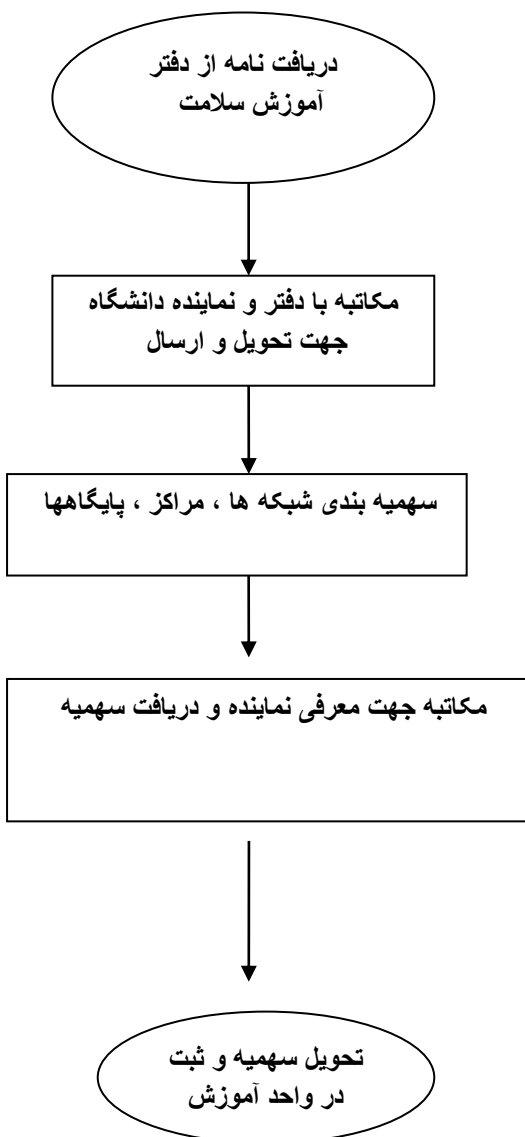 دریافت نامه از دفتر
آموزش سلامت
مکاتبه با دفتر و نماینده دانشگاه
جهت تحویل و ارسال
سهمیه بندی شبکه ها ، مراکز ، پایگاهها
مکاتبه جهت معرفی نماینده و دریافت سهمیه
تحویل سهمیه و ثبت
در واحد آموزش